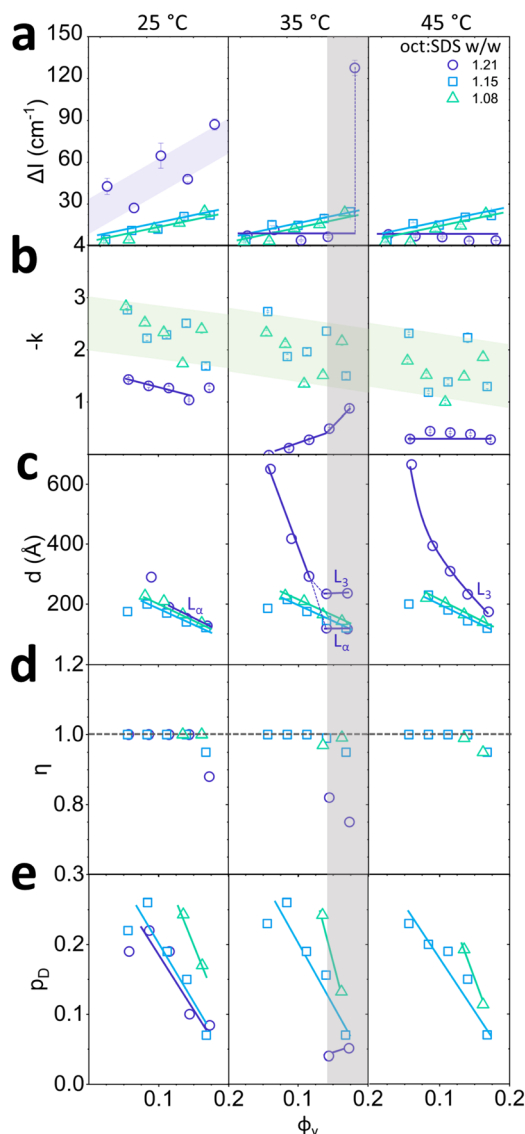 25 °C 35 °C 45 °C
a
150
120
90
60
30
4
ΔI (cm⁻¹)
oct:SDS w/w
1.21
1.15
1.08
b
3
2
1
-k
c
600
400
200
d (Å)
Lα
L₃
Lα
L₃
d
1.2
1.0
0.8
η
e
0.3
0.2
0.1
0.0
p_D
0.1 0.2 0.1 0.2 0.1 0.2
ϕᵥ